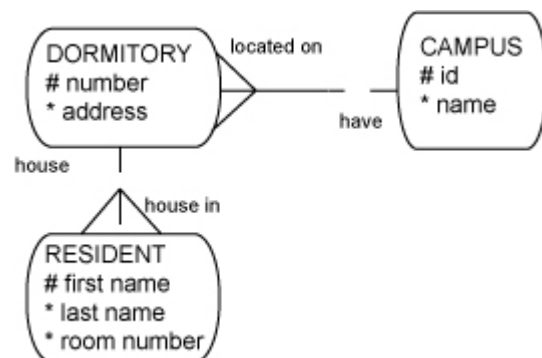 DORMITORY
# number
* address
located on
CAMPUS
# id
* name
have
house
house in
RESIDENT
# first name
* last name
* room number